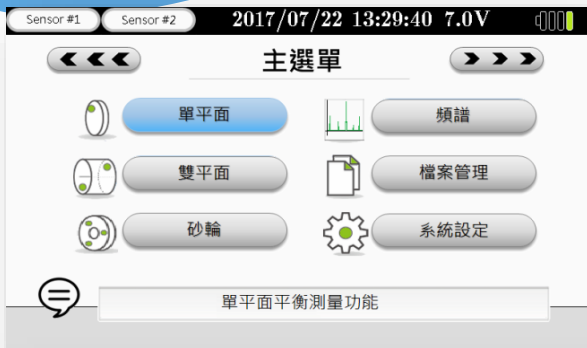 Sensor #1 Sensor #2 2017/07/22 13:29:40 7.0V
主選單
單平面 頻譜
雙平面 檔案管理
砂輪 系統設定
單平面平衡測量功能